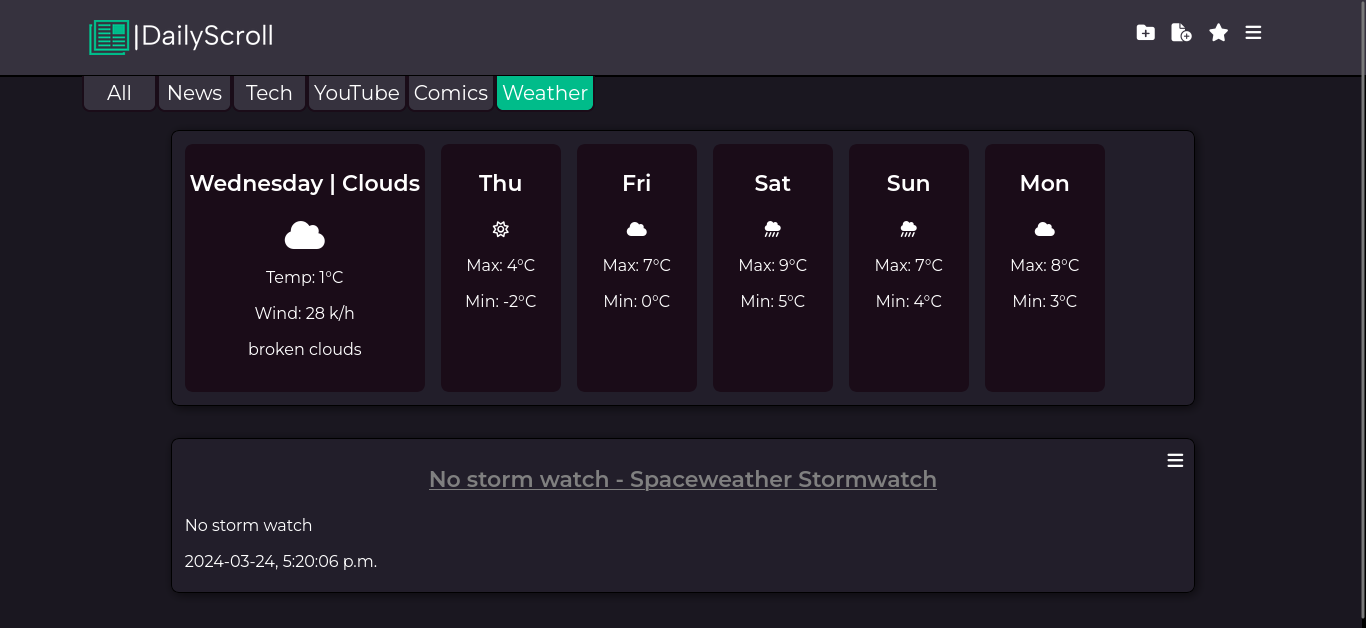 |DailyScroll
All News Tech YouTube Comics Weather
Wednesday | Clouds
Temp: 1°C
Wind: 28 k/h
broken clouds
Thu
Max: 4°C
Min: -2°C
Fri
Max: 7°C
Min: 0°C
Sat
Max: 9°C
Min: 5°C
Sun
Max: 7°C
Min: 4°C
Mon
Max: 8°C
Min: 3°C
No storm watch - Spaceweather Stormwatch
No storm watch
2024-03-24, 5:20:06 p.m.